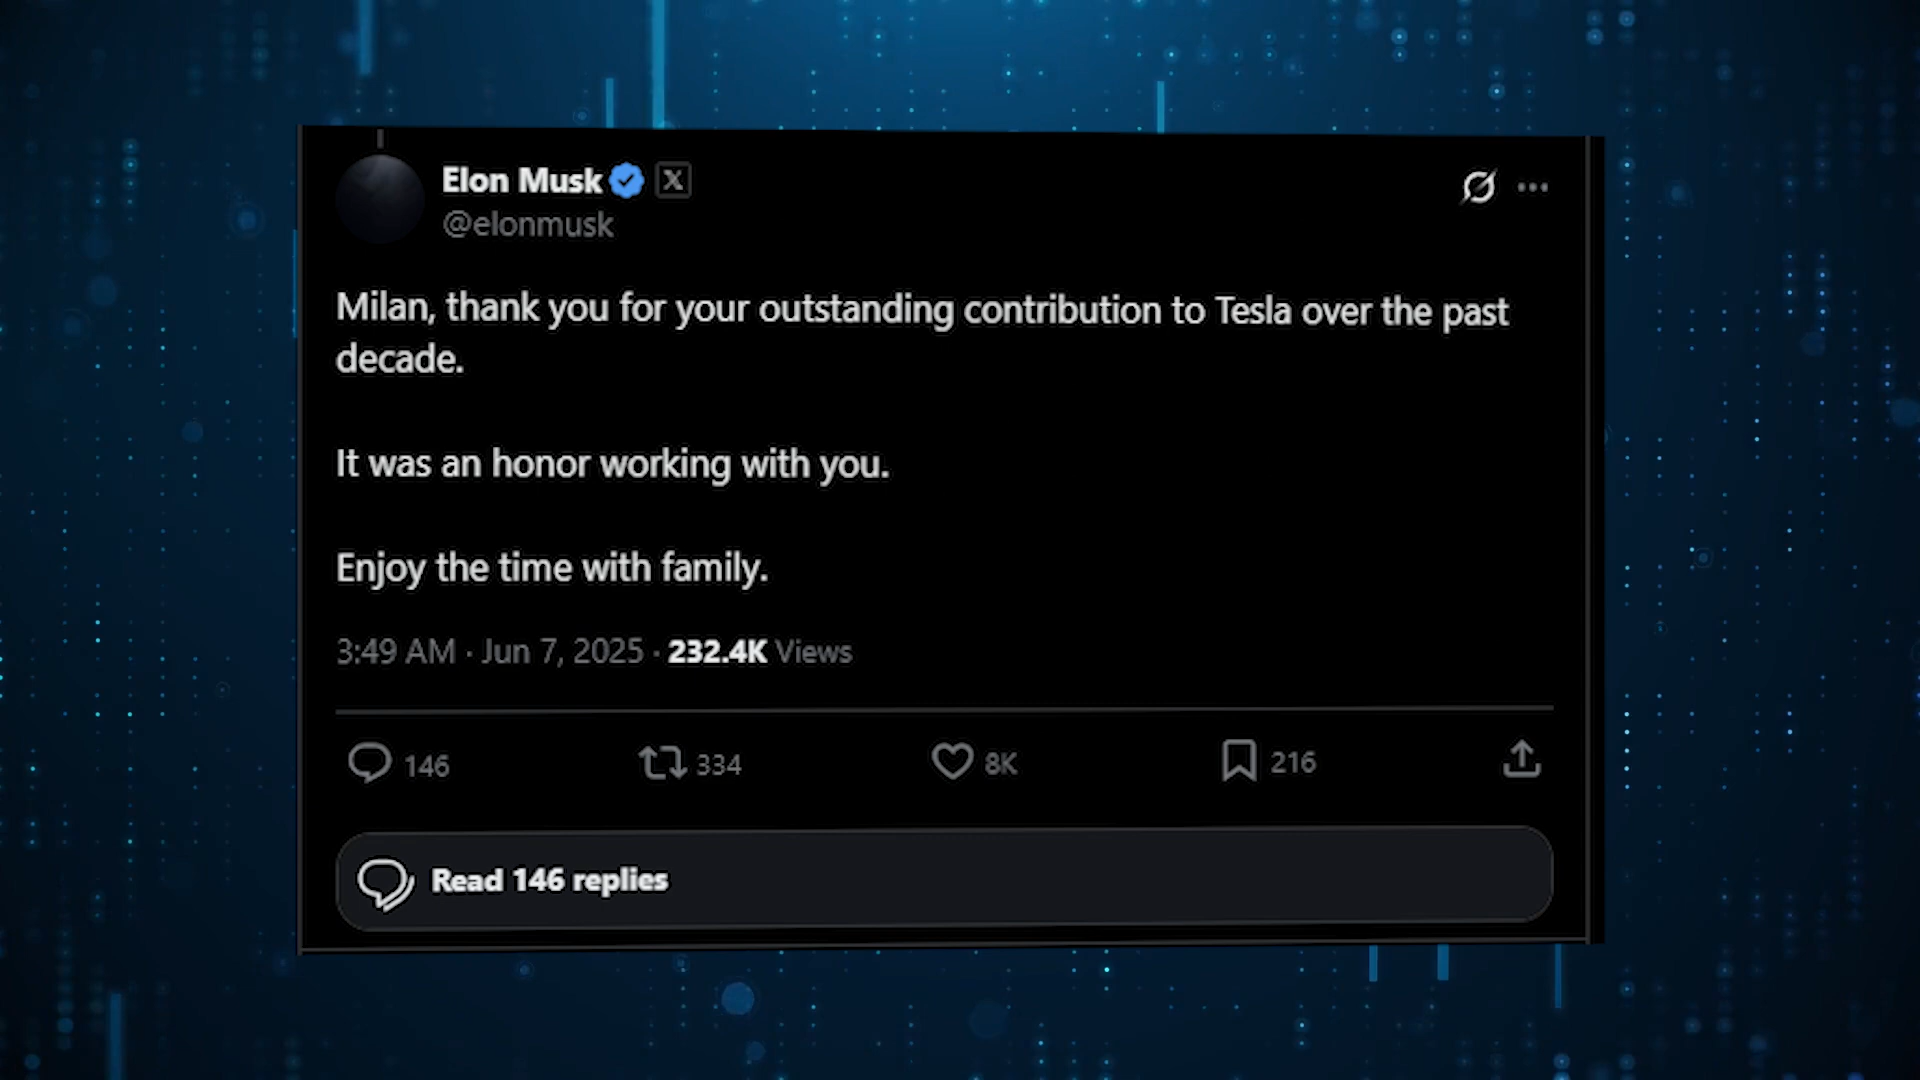 Elon Musk
@elonmusk
Milan, thank you for your outstanding contribution to Tesla over the past
decade.
It was an honor working with you.
Enjoy the time with family.
3:49 AM · Jun 7, 2025 · 232.4K Views
146 334 8K 216
Read 146 replies